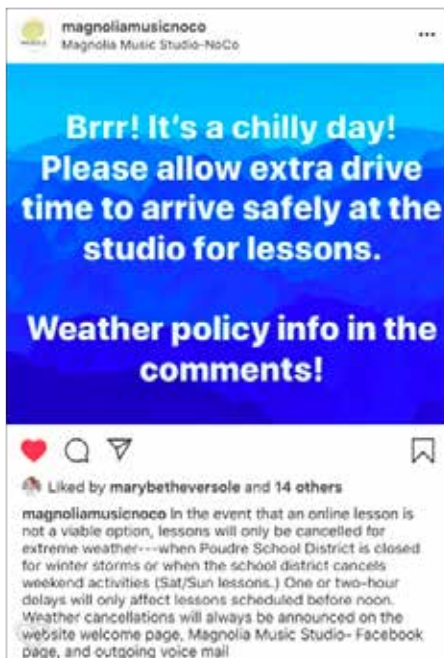 magnoliamusicnoco
Magnolia Music Studio-NoCo
Brrr! It's a chilly day!
Please allow extra drive
time to arrive safely at the
studio for lessons.
Weather policy info in the
comments!
Liked by marybetheversole and 14 others
magnoliamusicnoco In the event that an online lesson is
not a viable option, lessons will only be cancelled for
extreme weather---when Poudre School District is closed
for winter storms or when the school district cancels
weekend activities (Sat/Sun lessons.) One or two-hour
delays will only affect lessons scheduled before noon.
Weather cancellations will always be announced on the
website welcome page, Magnolia Music Studio- Facebook
page, and outgoing voice mail